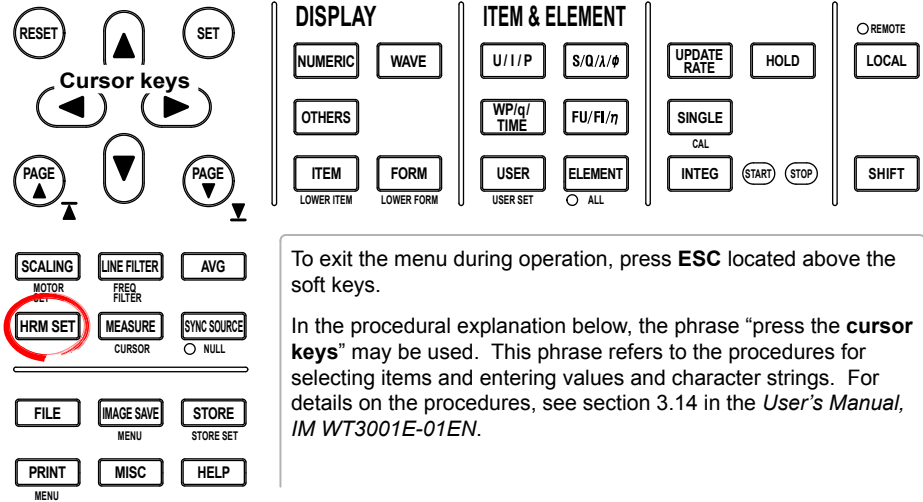 RESET
SET
Cursor keys
PAGE
PAGE
DISPLAY
NUMERIC
WAVE
OTHERS
ITEM
FORM
LOWER ITEM
LOWER FORM
ITEM & ELEMENT
U/I/P
S/Q/λ/φ
WP/q/
TIME
FU/FI/η
USER
ELEMENT
USER SET
ALL
UPDATE
RATE
HOLD
SINGLE
CAL
INTEG
START
STOP
REMOTE
LOCAL
SHIFT
SCALING
LINE FILTER
AVG
MOTOR
SET
FREQ
FILTER
HRM SET
MEASURE
SYNC SOURCE
CURSOR
NULL
FILE
IMAGE SAVE
STORE
MENU
STORE SET
PRINT
MISC
HELP
MENU
To exit the menu during operation, press ESC located above the
soft keys.
In the procedural explanation below, the phrase “press the cursor
keys” may be used. This phrase refers to the procedures for
selecting items and entering values and character strings. For
details on the procedures, see section 3.14 in the User’s Manual,
IM WT3001E-01EN.